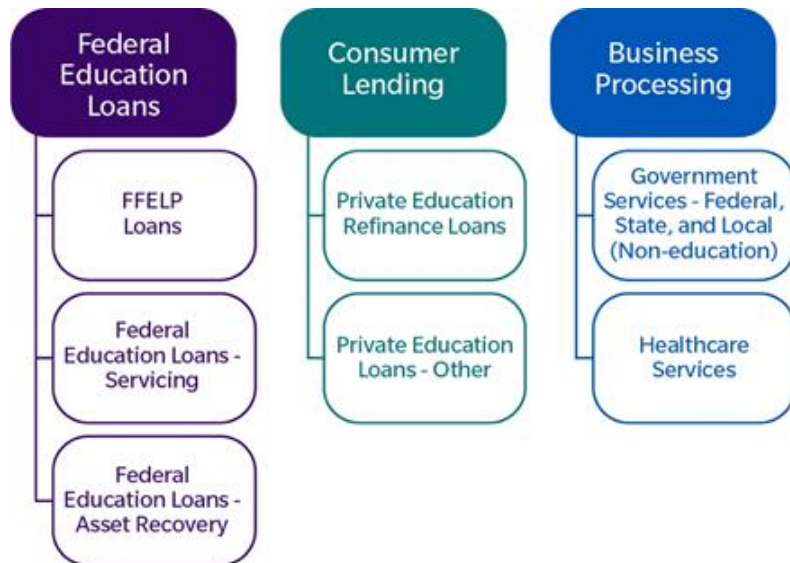 Federal
Education
Loans
FFELP
Loans
Federal
Education Loans -
Servicing
Federal
Education Loans -
Asset Recovery
Consumer
Lending
Private Education
Refinance Loans
Private Education
Loans - Other
Business
Processing
Government
Services - Federal,
State, and Local
(Non-education)
Healthcare
Services